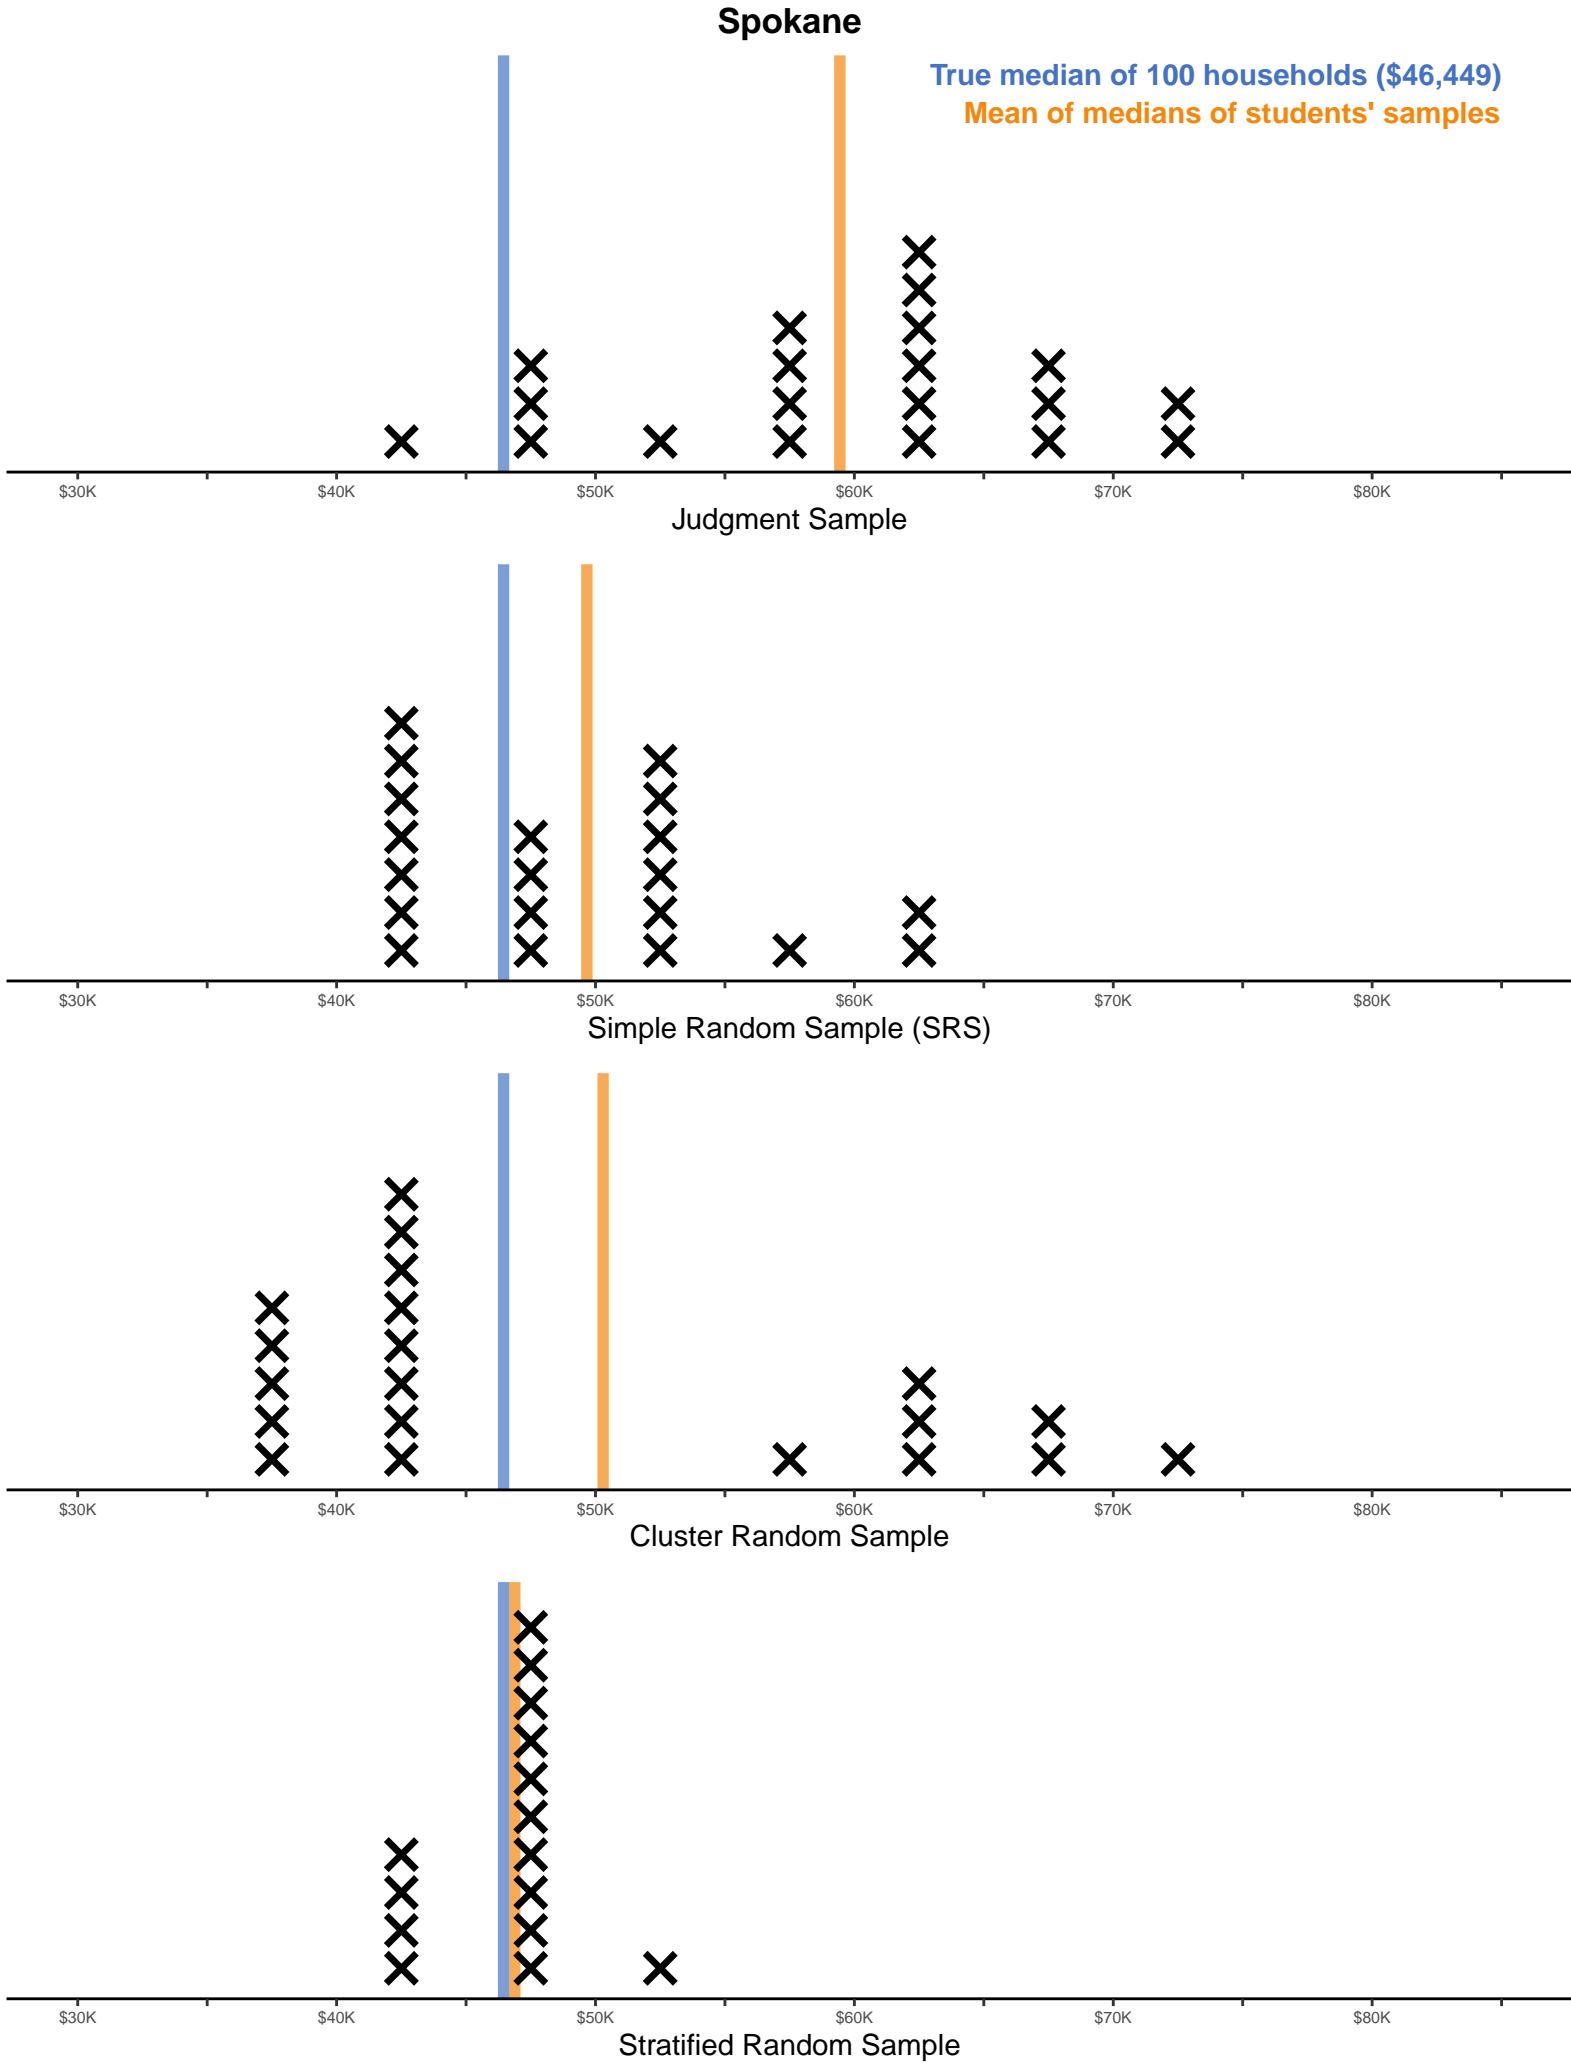 Spokane
True median of 100 households ($46,449)
Mean of medians of students' samples
$30K $40K $50K $60K $70K $80K
Judgment Sample
$30K $40K $50K $60K $70K $80K
Simple Random Sample (SRS)
$30K $40K $50K $60K $70K $80K
Cluster Random Sample
$30K $40K $50K $60K $70K $80K
Stratified Random Sample